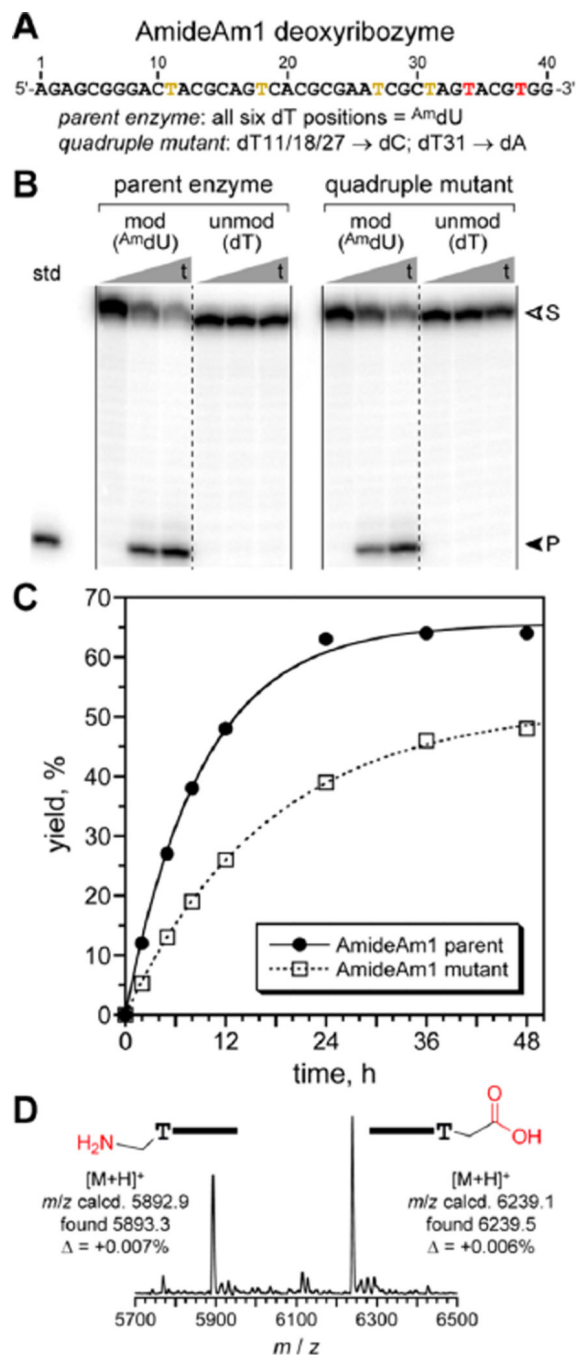 A
AmideAm1 deoxyribozyme
1 10 20 30 40
5'-AGAGCGGGACTACGCAGTCACGCGAATCGCTAGTACGTGG-3'
parent enzyme: all six dT positions = AmdU
quadruple mutant: dT11/18/27 → dC; dT31 → dA
B
parent enzyme quadruple mutant
mod unmod mod unmod
(AmdU) (dT) (AmdU) (dT)
std t t t t
S
P
C
70
60
50
40
30
20
10
0
yield, %
AmideAm1 parent
AmideAm1 mutant
0 12 24 36 48
time, h
D
H2N T
T O OH
[M+H]+
m/z calcd. 5892.9
found 5893.3
Δ = +0.007%
[M+H]+
m/z calcd. 6239.1
found 6239.5
Δ = +0.006%
5700 5900 6100 6300 6500
m / z